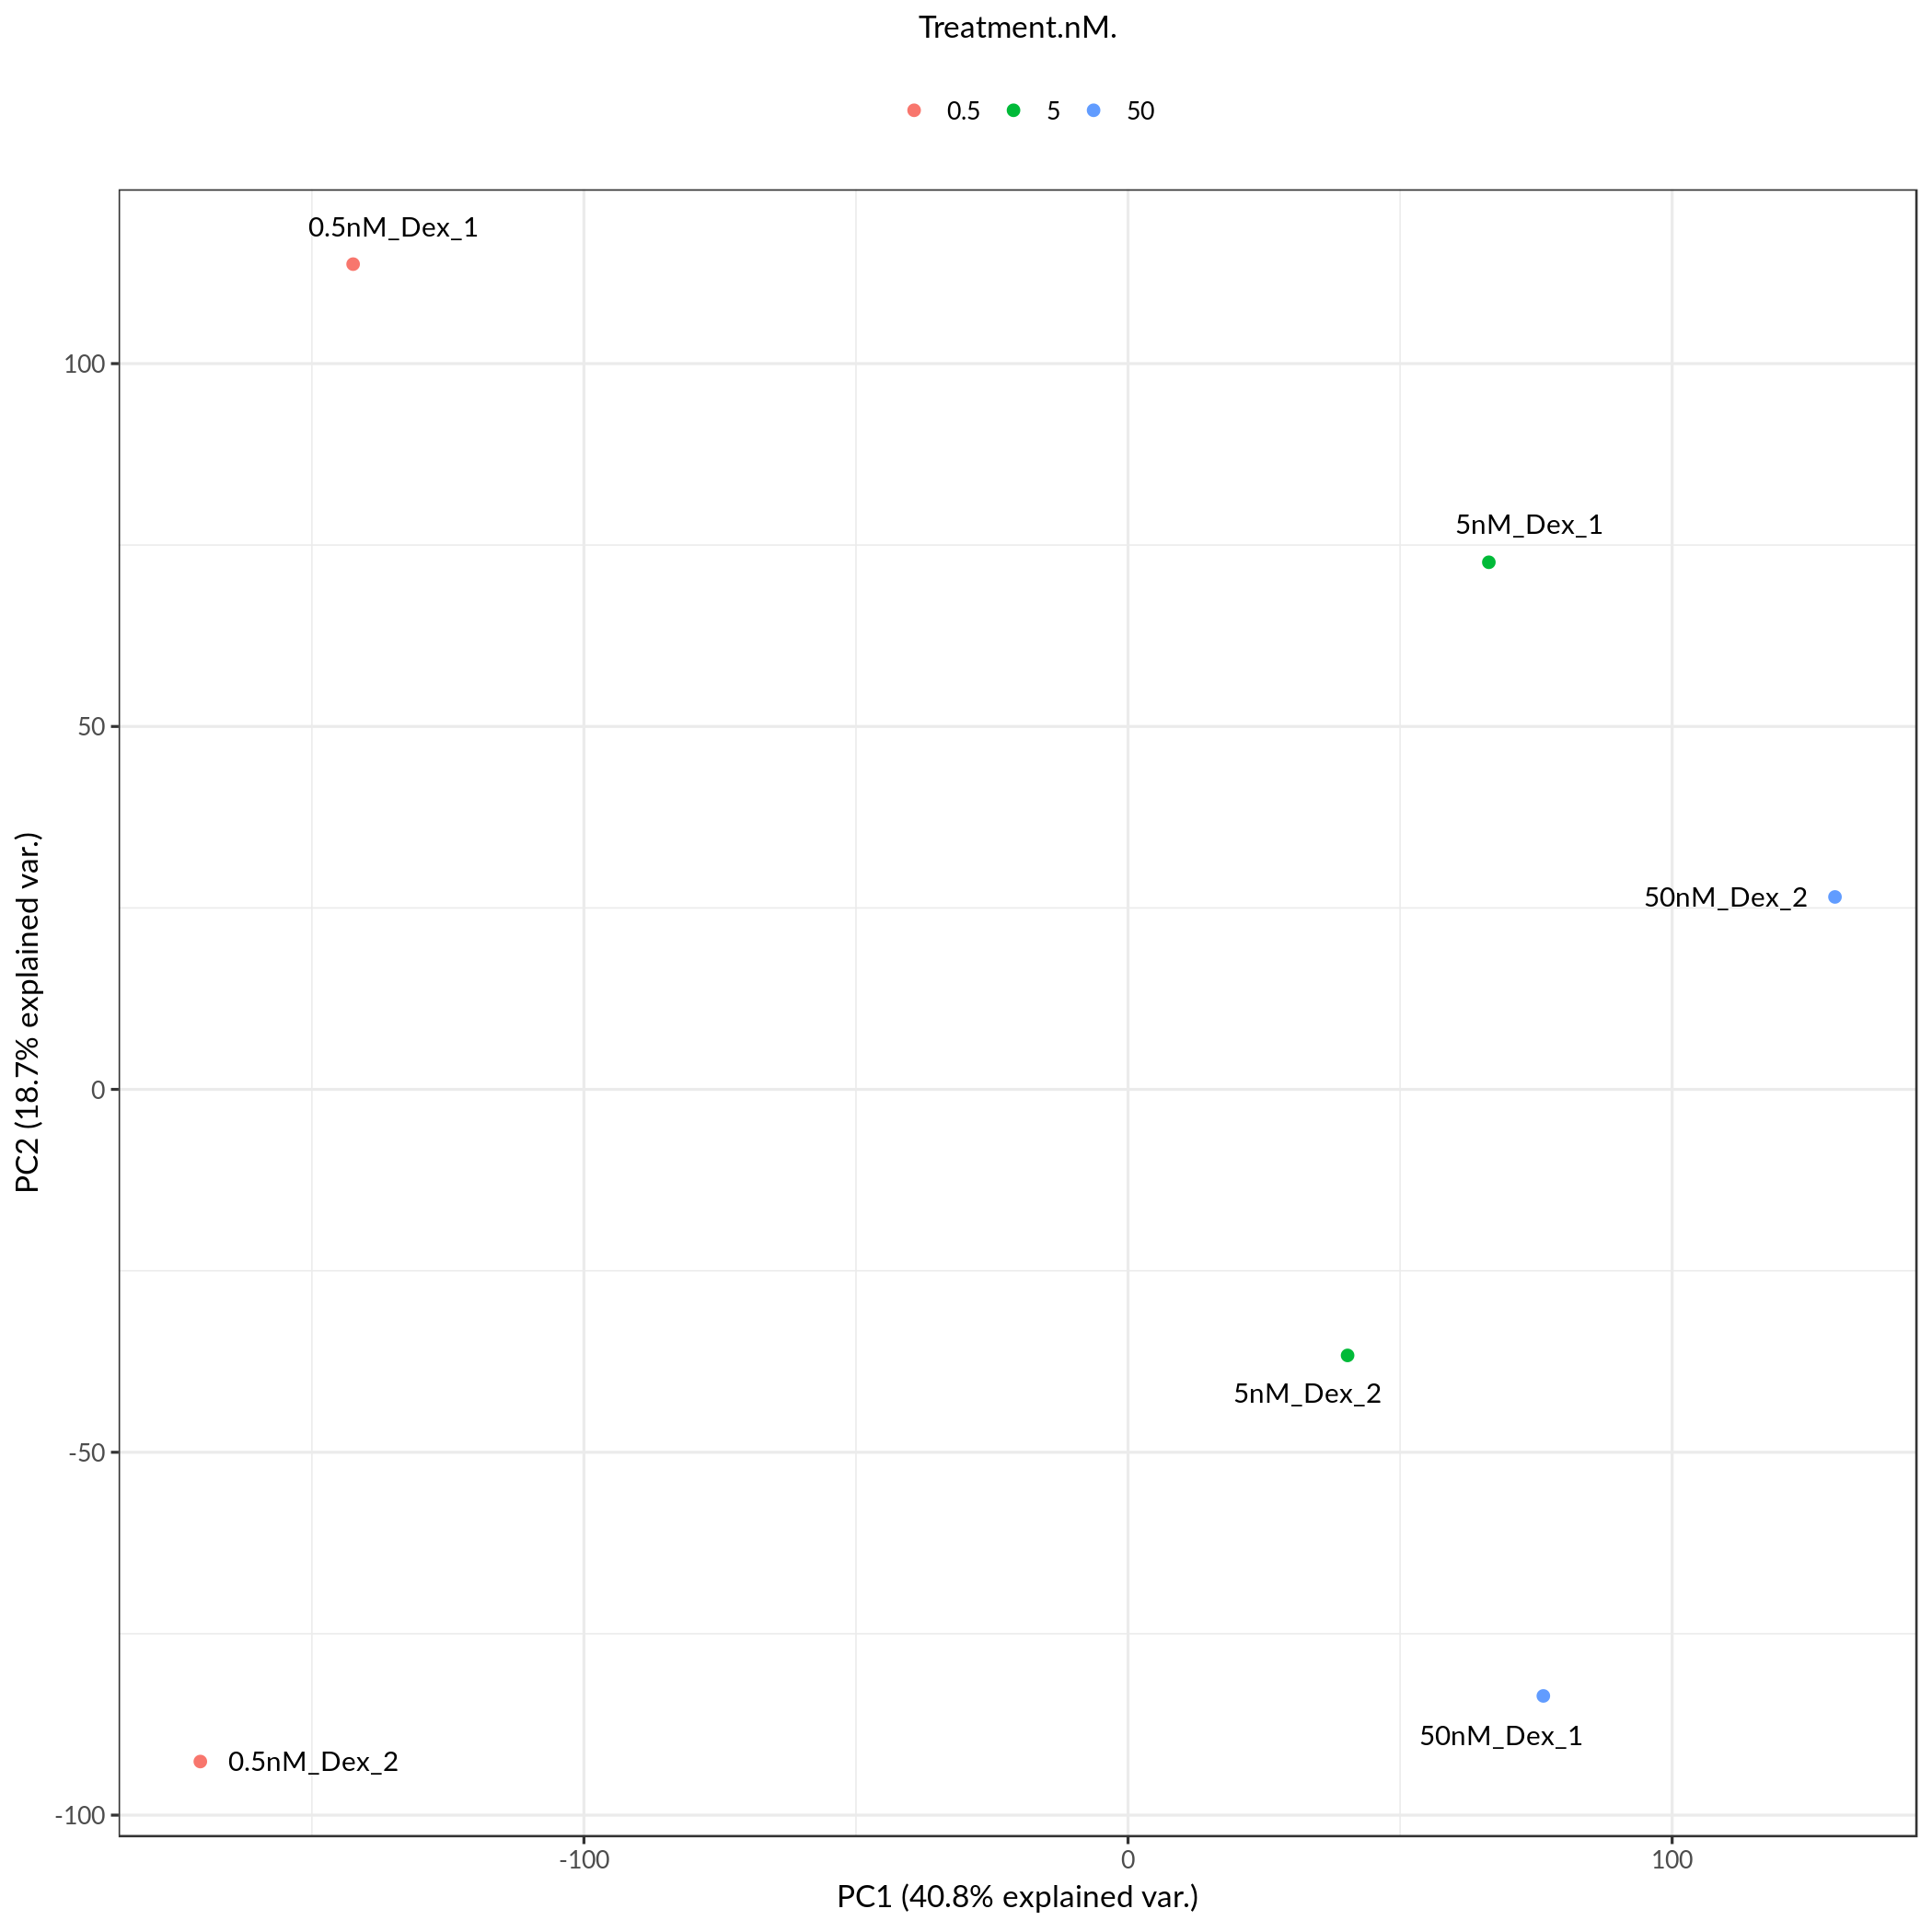 Treatment.nM.
0.5 5 50
0.5nM_Dex_1
100
5nM_Dex_1
50
50nM_Dex_2
PC2 (18.7% explained var.)
0
5nM_Dex_2
-50
50nM_Dex_1
0.5nM_Dex_2
-100
-100 0 100
PC1 (40.8% explained var.)